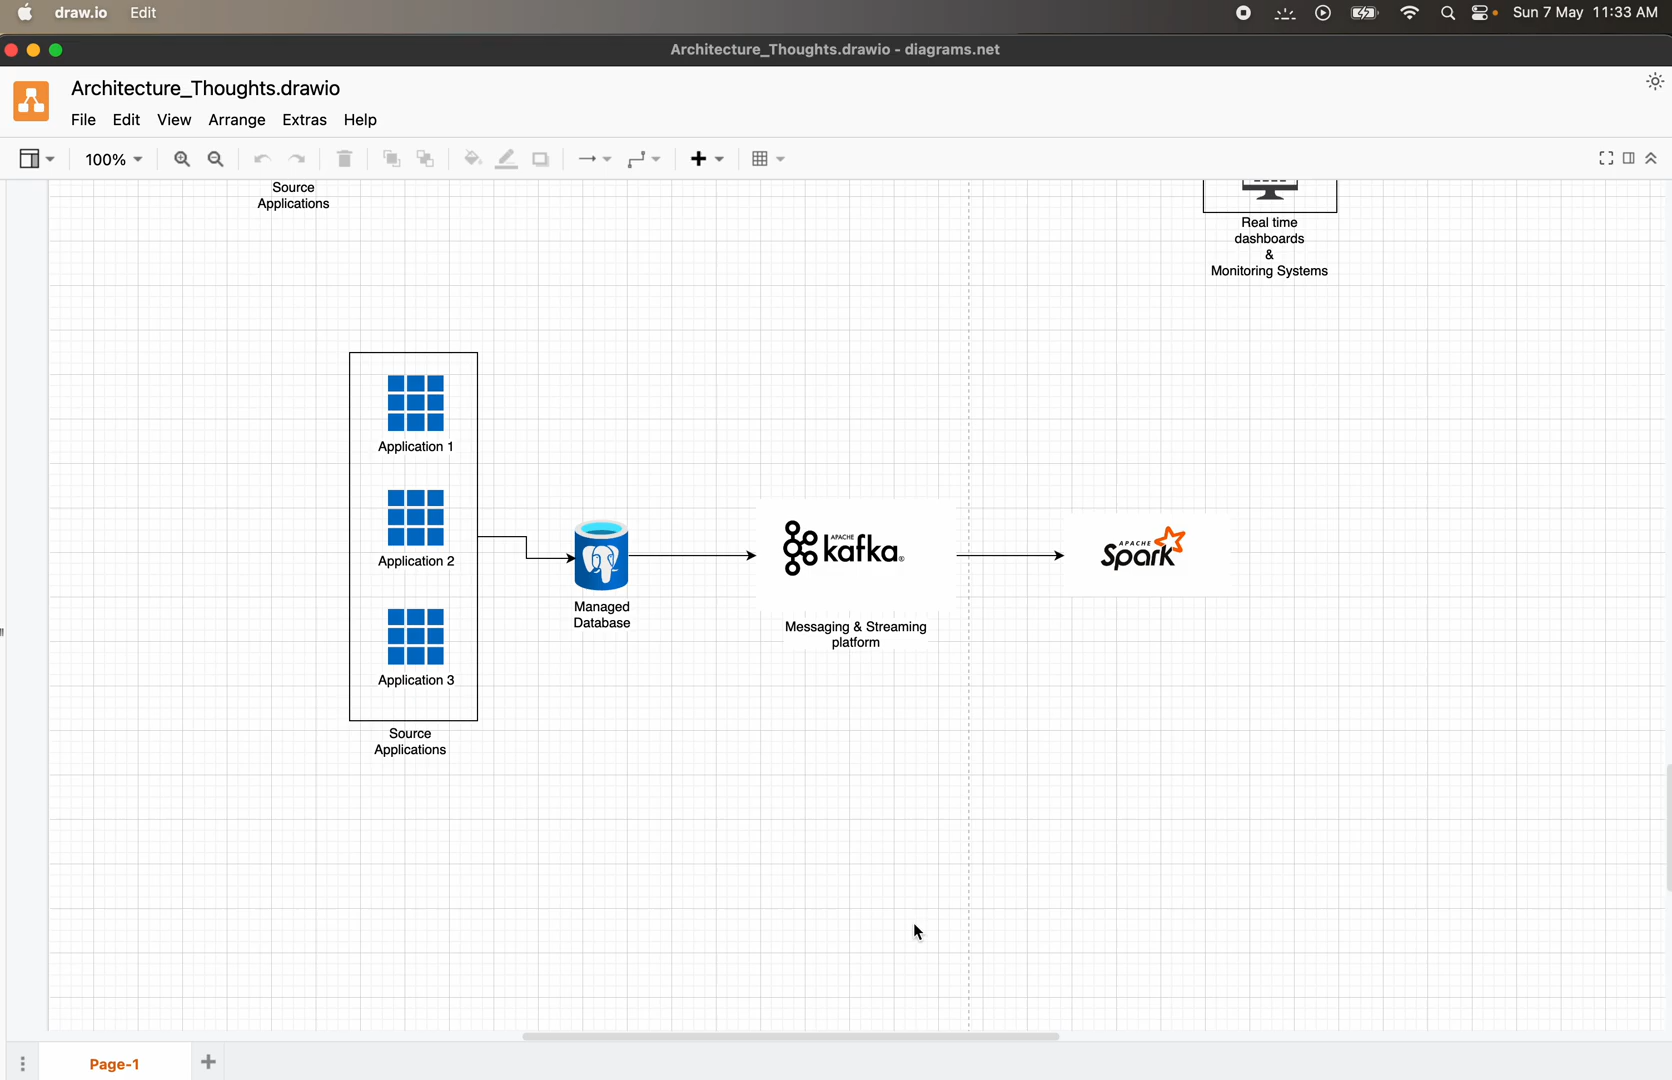 draw.io Edit
Sun 7 May 11:33 AM
Architecture_Thoughts.drawio - diagrams.net
Architecture_Thoughts.drawio
File Edit View Arrange Extras Help
100%
Source
Applications
Real time
dashboards
&
Monitoring Systems
Application 1
Application 2
Application 3
Source
Applications
Managed
Database
APACHE
kafka®
Messaging & Streaming
platform
APACHE
Spark
Page-1